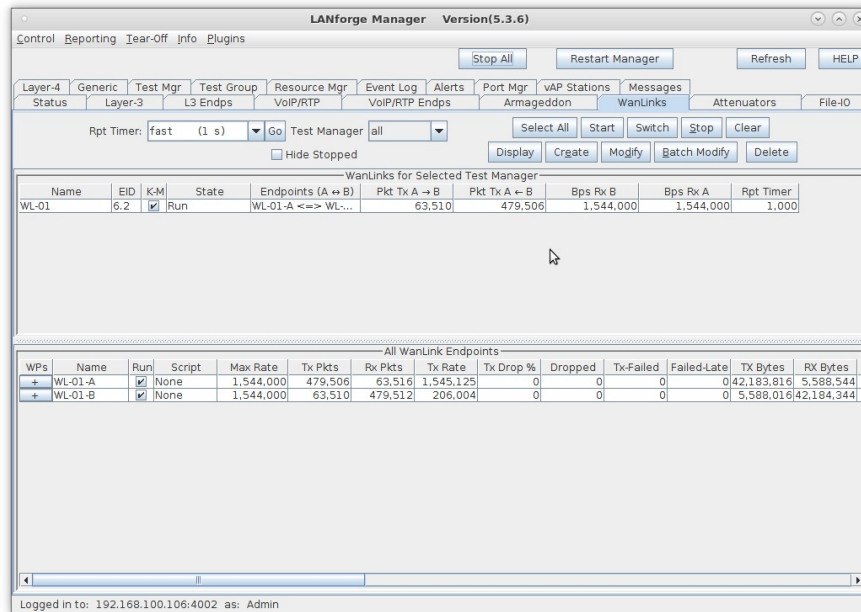 LANforge Manager Version(5.3.6)
Control Reporting Tear-Off Info Plugins
Stop All Restart Manager Refresh HELP
Layer-4 Generic Test Mgr Test Group Resource Mgr Event Log Alerts Port Mgr vAP Stations Messages
Status Layer-3 L3 Endps VoIP/RTP VoIP/RTP Endps Armageddon WanLinks Attenuators File-IO
Rpt Timer: fast (1 s) Go Test Manager all Select All Start Switch Stop Clear
Hide Stopped Display Create Modify Batch Modify Delete
WanLinks for Selected Test Manager
Name EID K-M State Endpoints (A ↔ B) Pkt Tx A → B Pkt Tx A ← B Bps Rx B Bps Rx A Rpt Timer
WL-01 6.2 Run WL-01-A <=> WL-... 63,510 479,506 1,544,000 1,544,000 1,000
All WanLink Endpoints
WPs Name Run Script Max Rate Tx Pkts Rx Pkts Tx Rate Tx Drop % Dropped Tx-Failed Failed-Late TX Bytes RX Bytes
+ WL-01-A None 1,544,000 479,506 63,516 1,545,125 0 0 0 0 42,183,816 5,588,544
+ WL-01-B None 1,544,000 63,510 479,512 206,004 0 0 0 0 5,588,016 42,184,344
Logged in to: 192.168.100.106:4002 as: Admin